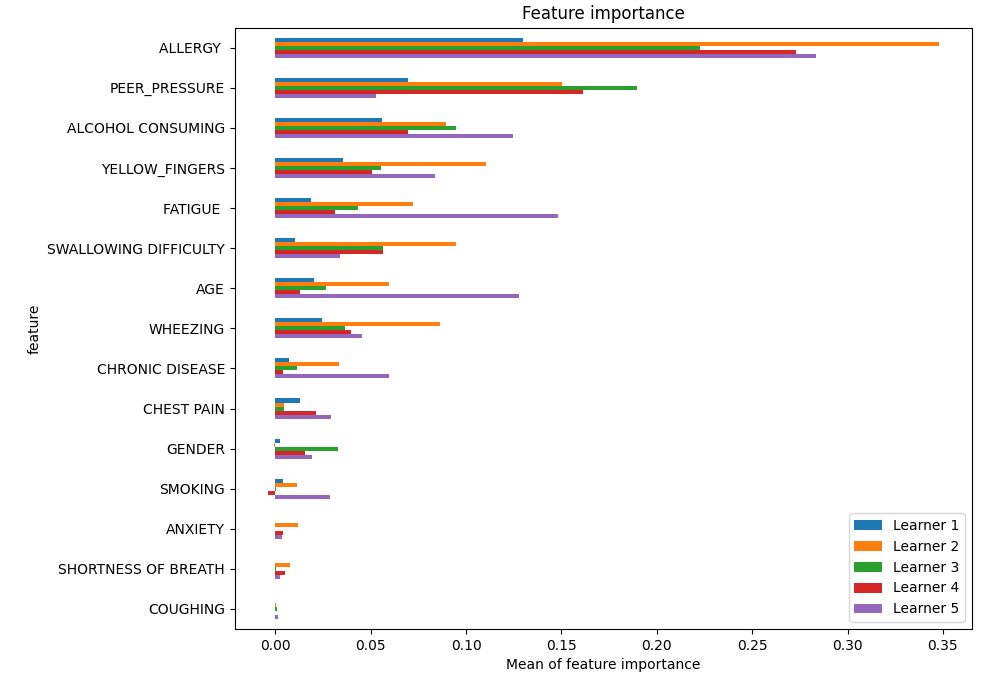 Feature importance
ALLERGY
PEER_PRESSURE
ALCOHOL CONSUMING
YELLOW_FINGERS
FATIGUE
SWALLOWING DIFFICULTY
AGE
WHEEZING
CHRONIC DISEASE
CHEST PAIN
GENDER
SMOKING
ANXIETY
SHORTNESS OF BREATH
COUGHING
feature
Learner 1
Learner 2
Learner 3
Learner 4
Learner 5
0.00 0.05 0.10 0.15 0.20 0.25 0.30 0.35
Mean of feature importance